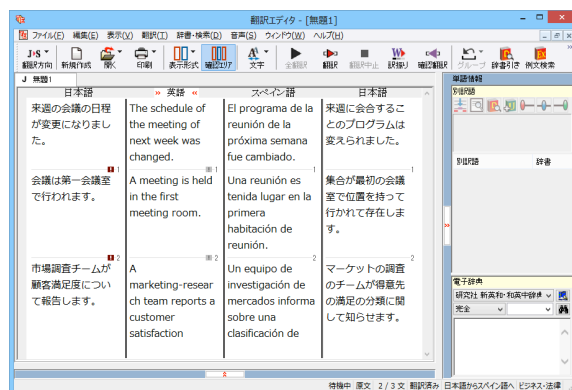 翻訳エディタ - [無題1]
ファイル(F) 編集(E) 表示(V) 翻訳(T) 辞書・検索(D) 音声(S) ウィンドウ(W) ヘルプ(H)
J▸S
翻訳方向 新規作成 開く 印刷 表示形式 確認エリア 文字 全翻訳 翻訳 翻訳中止 訳振り 確認翻訳 グループ 辞書引き 例文検索
J 無題1
日本語 » 英語 « スペイン語 日本語
来週の会議の日程
が変更になりまし
た。
The schedule of
the meeting of
next week was
changed.
El programa de la
reunión de la
próxima semana
fue cambiado.
来週に会合するこ
とのプログラムは
変えられました。
1 1 1
会議は第一会議室
で行われます。
A meeting is held
in the first
meeting room.
Una reunión es
tenida lugar en la
primera
habitación de
reunión.
集合が最初の会議
室で位置を持って
行かれて存在しま
す。
2 2 2
市場調査チームが
顧客満足度につい
て報告します。
A
marketing-resear
ch team reports a
customer
satisfaction
Un equipo de
investigación de
mercados informa
sobre una
clasificación de
マーケットの調査
のチームが得意先
の満足の分類に関
して知らせます。
単語情報
別訳語
別訳語 辞書
電子辞典
研究社 新英和・和英中辞典
完全
待機中 原文 2 / 3 文 翻訳済み 日本語からスペイン語へ ビジネス・法律